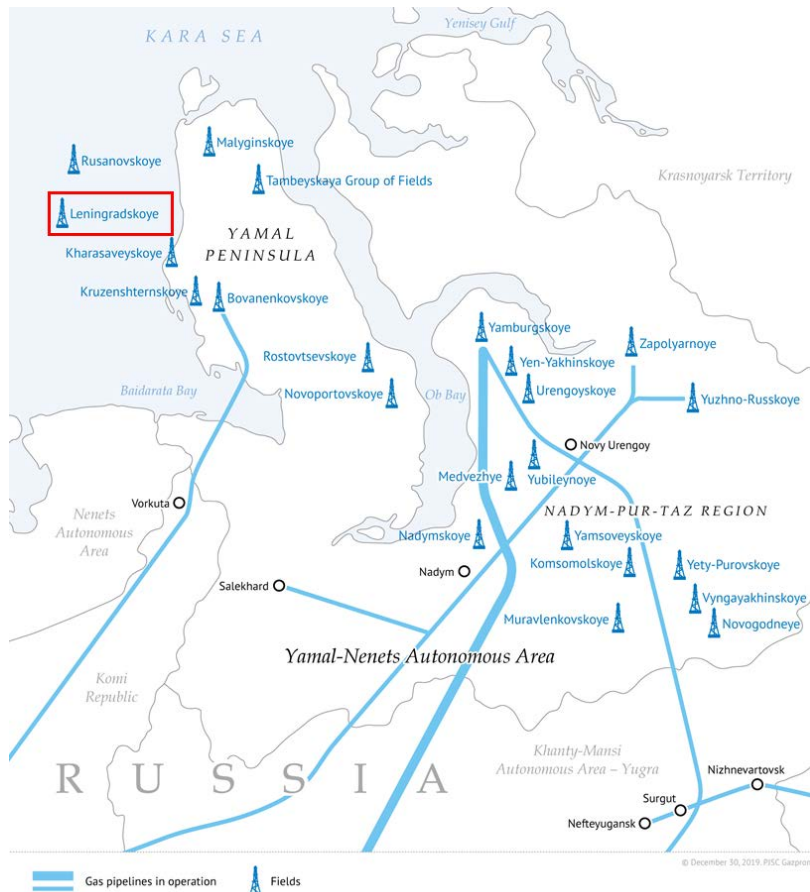 Yenisey Gulf
KARA SEA
Malyginskoye
Rusanovskoye
Tambeyskaya Group of Fields
Krasnoyarsk Territory
Leningradskoye
YAMAL
PENINSULA
Kharasaveyskoye
Kruzenshternskoye
Bovanenkovskoye
Yamburgskoye
Zapolyarnoye
Rostovtsevskoye
Yen-Yakhinskoye
Baidarata Bay
Novoportovskoye
Ob Bay
Urengoyskoye
Yuzhno-Russkoye
Novy Urengoy
Medvezhye
Yubileynoye
Vorkuta
Nenets
Autonomous
Area
NADYM-PUR-TAZ REGION
Nadymskoye
Yamsoveyskoye
Komsomolskoye
Yety-Purovskoye
Nadym
Salekhard
Vyngayakhinskoye
Muravlenkovskoye
Novogodneye
Yamal-Nenets Autonomous Area
Komi
Republic
RUSSIA
Khanty-Mansi
Autonomous Area – Yugra
Nizhnevartovsk
Surgut
Nefteyugansk
© December 30, 2019. PJSC Gazprom
Gas pipelines in operation
Fields